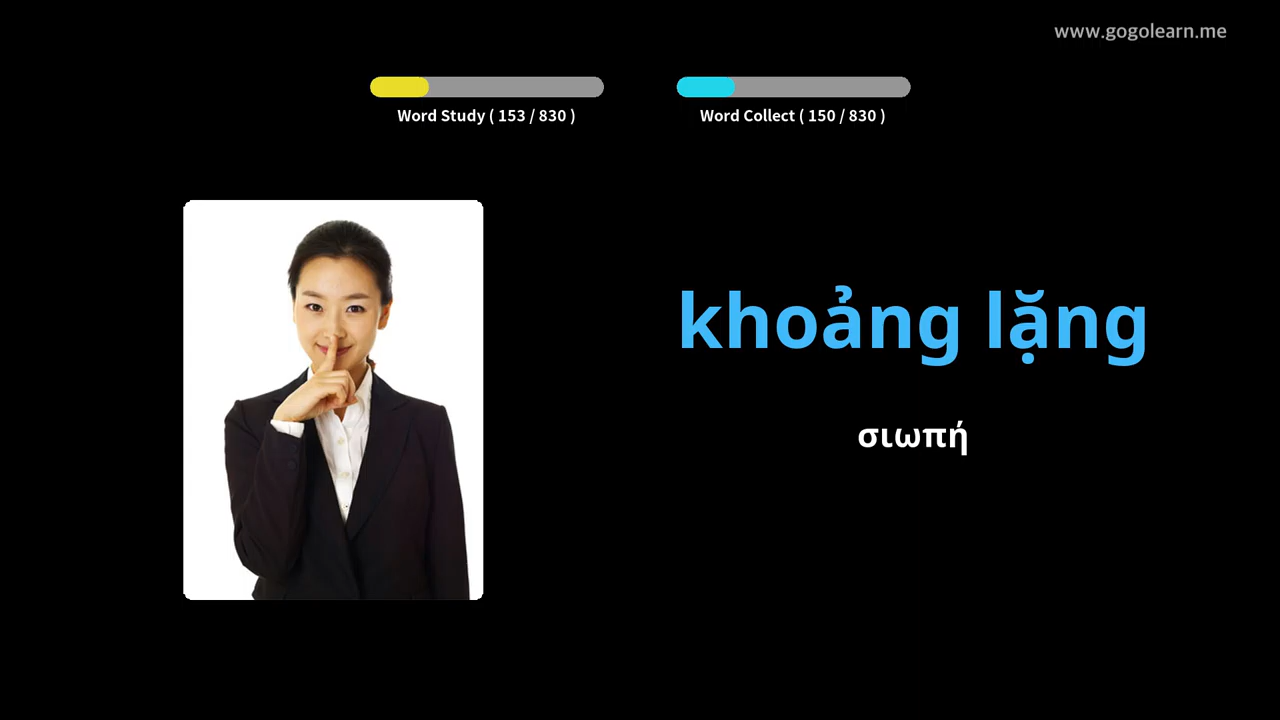 www.gogolearn.me
Word Study ( 153 / 830 )
Word Collect ( 150 / 830 )
khoảng lặng
σιωπή